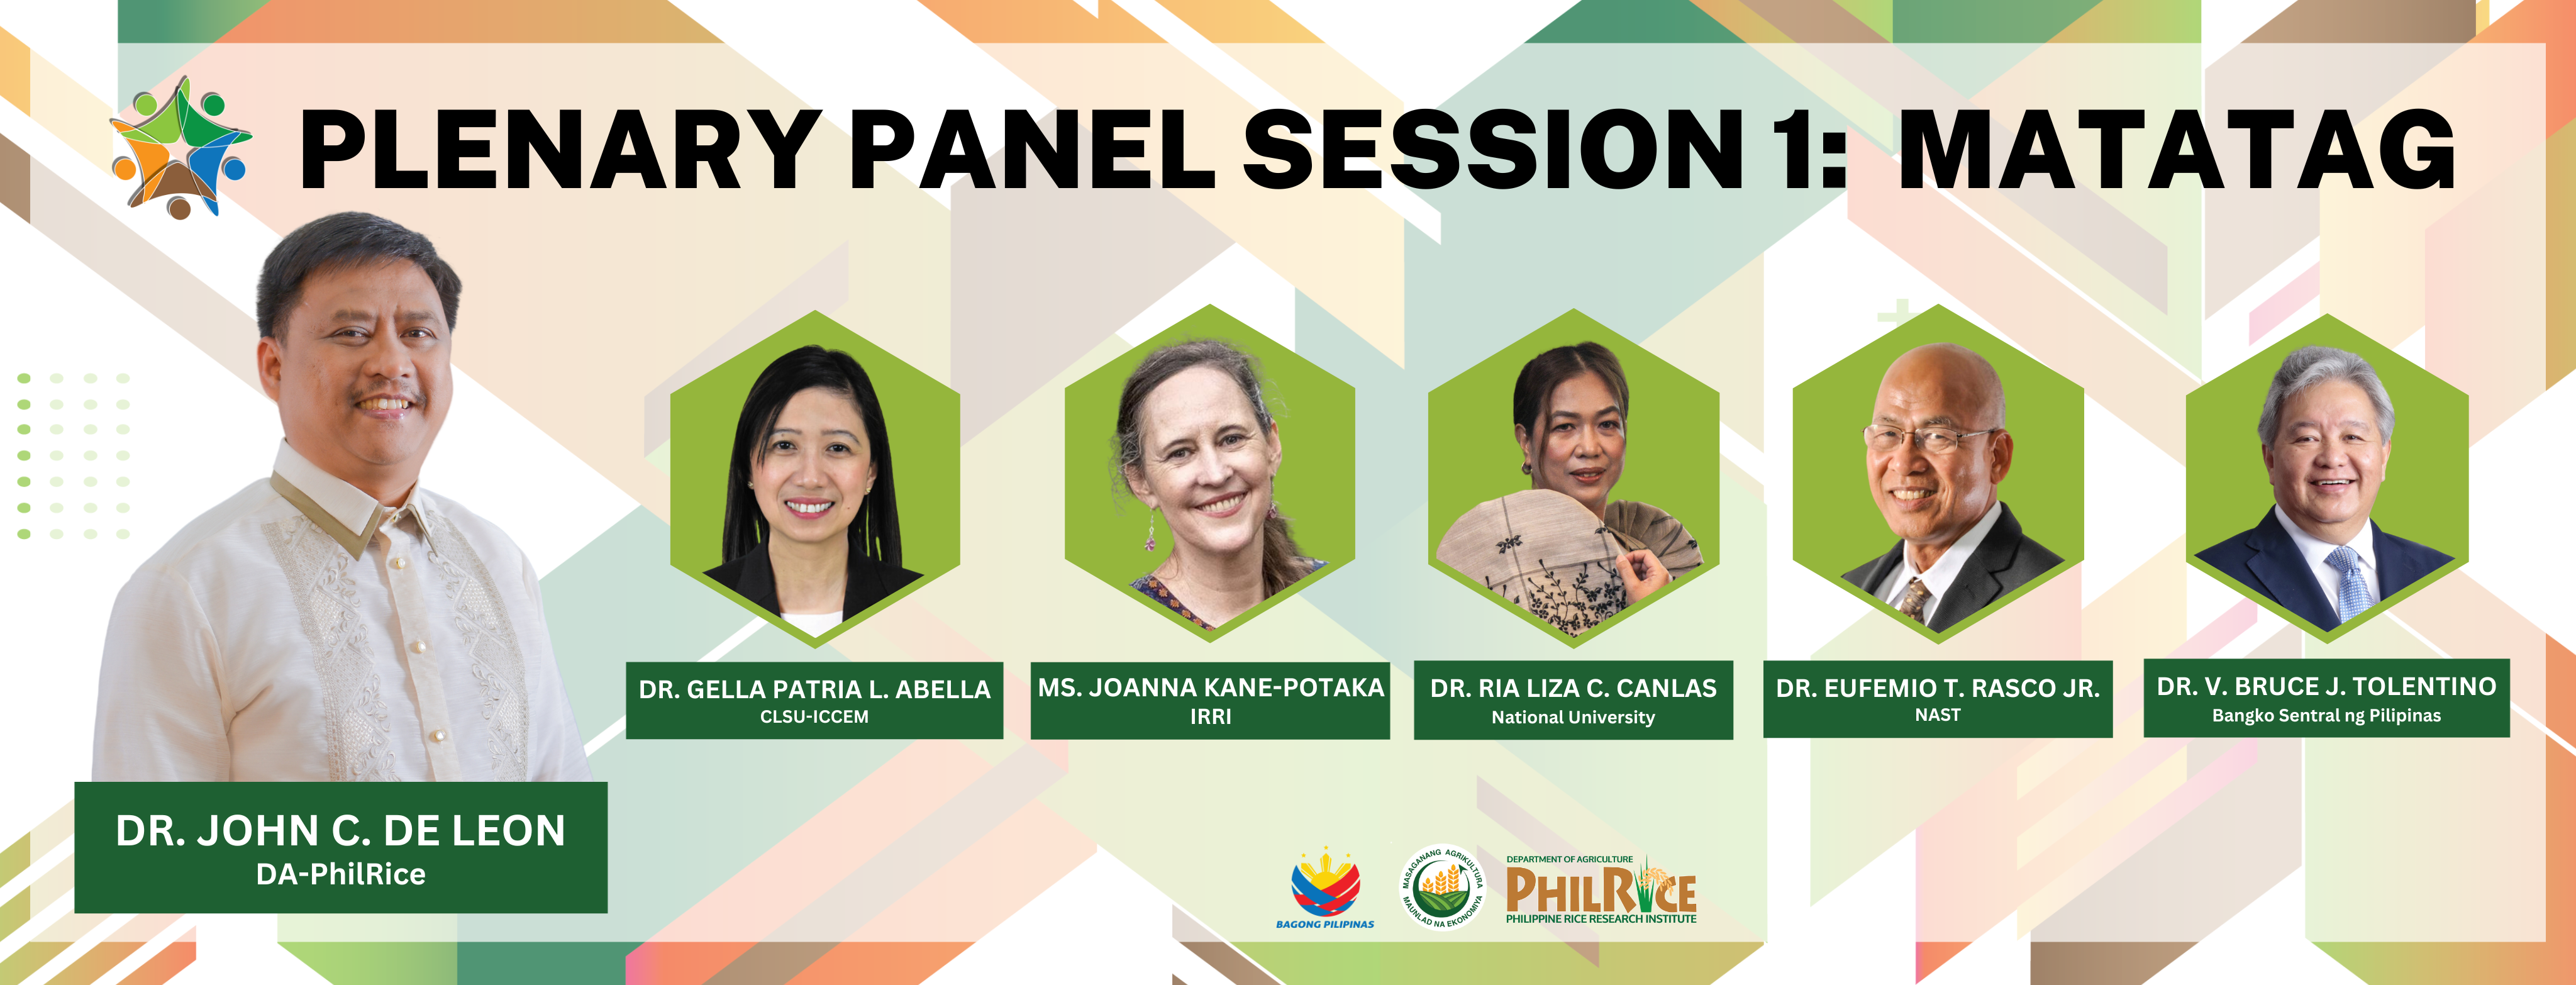 PLENARY PANEL SESSION 1: MATATAG
DR. JOHN C. DE LEON
DA-PhilRice
DR. GELLA PATRIA L. ABELLA
CLSU-ICCEM
MS. JOANNA KANE-POTAKA
IRRI
DR. RIA LIZA C. CANLAS
National University
DR. EUFEMIO T. RASCO JR.
NAST
DR. V. BRUCE J. TOLENTINO
Bangko Sentral ng Pilipinas
BAGONG PILIPINAS
MASAGANANG AGRIKULTURA
MAUNLAD NA EKONOMIYA
DEPARTMENT OF AGRICULTURE
PHILRICE
PHILIPPINE RICE RESEARCH INSTITUTE